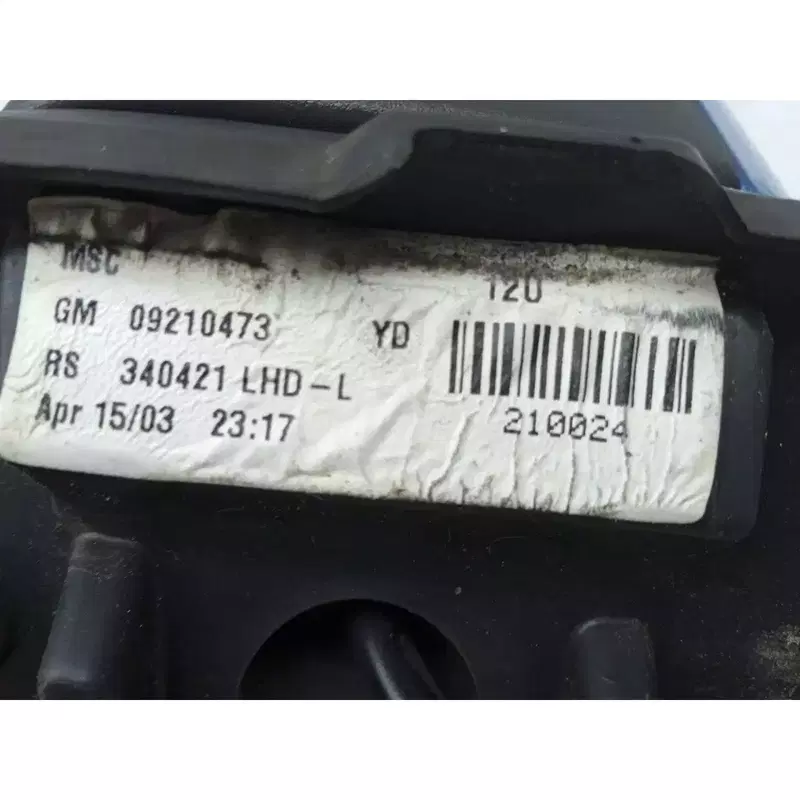 MSC 120
GM 09210473 YD
RS 340421 LHD-L
Apr 15/03 23:17
210024